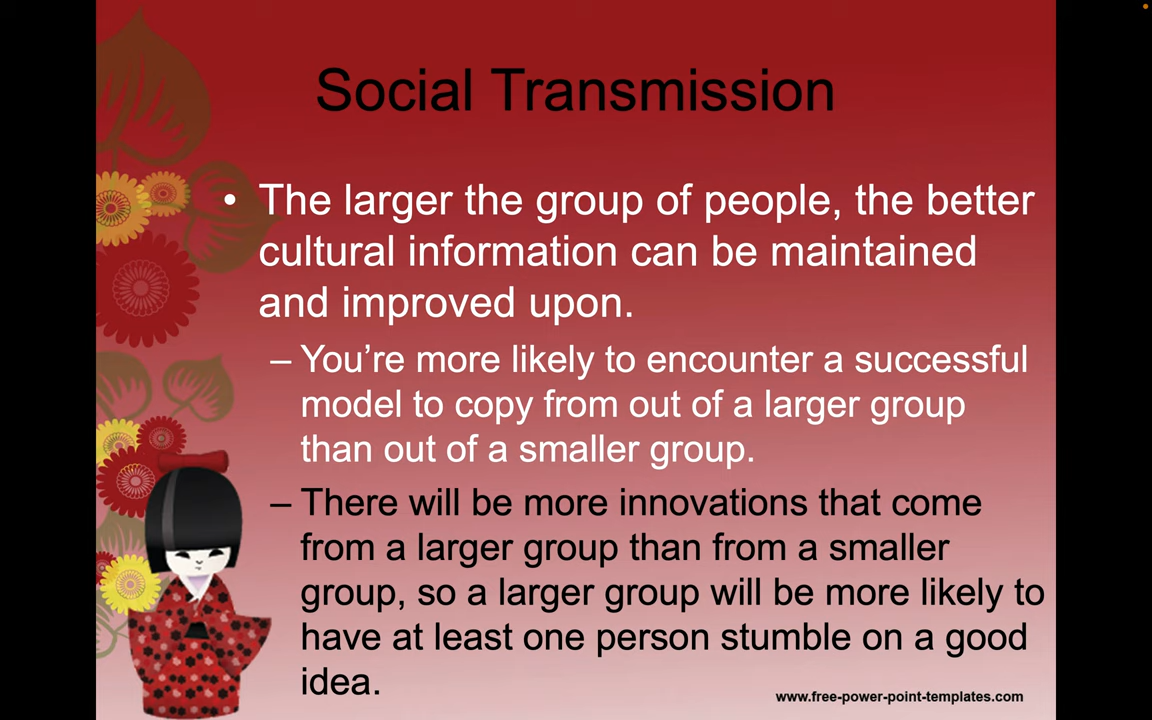 Social Transmission
• The larger the group of people, the better
cultural information can be maintained
and improved upon.
– You’re more likely to encounter a successful
model to copy from out of a larger group
than out of a smaller group.
– There will be more innovations that come
from a larger group than from a smaller
group, so a larger group will be more likely to
have at least one person stumble on a good
idea.
www.free-power-point-templates.com